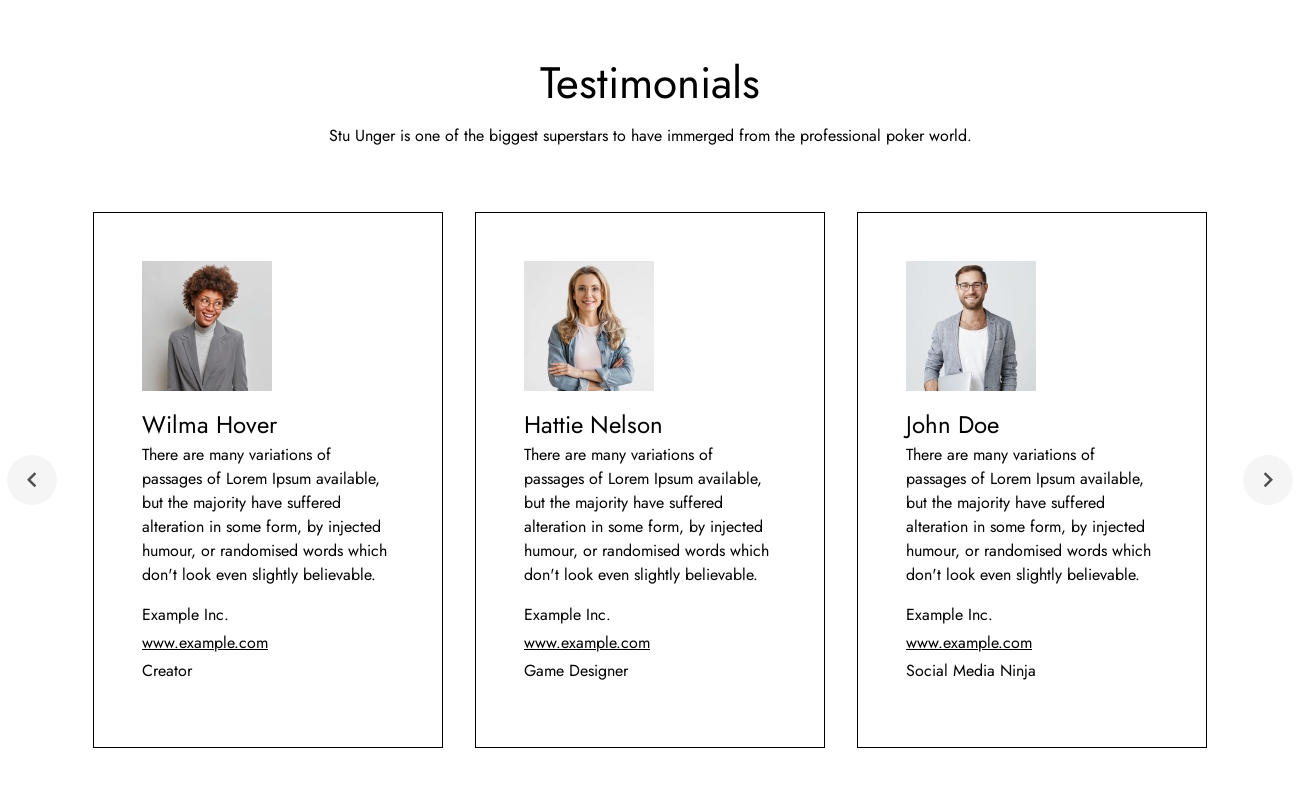 Testimonials
Stu Unger is one of the biggest superstars to have immerged from the professional poker world.
Wilma Hover
There are many variations of
passages of Lorem Ipsum available,
but the majority have suffered
alteration in some form, by injected
humour, or randomised words which
don't look even slightly believable.
Example Inc.
www.example.com
Creator
Hattie Nelson
There are many variations of
passages of Lorem Ipsum available,
but the majority have suffered
alteration in some form, by injected
humour, or randomised words which
don't look even slightly believable.
Example Inc.
www.example.com
Game Designer
John Doe
There are many variations of
passages of Lorem Ipsum available,
but the majority have suffered
alteration in some form, by injected
humour, or randomised words which
don't look even slightly believable.
Example Inc.
www.example.com
Social Media Ninja